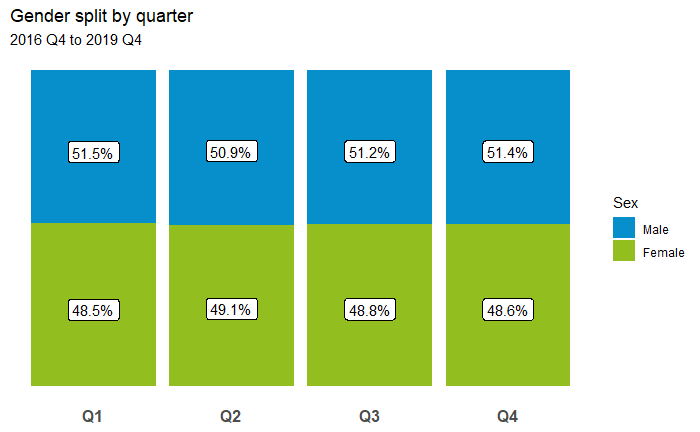 Gender split by quarter
2016 Q4 to 2019 Q4
51.5% 50.9% 51.2% 51.4%
Sex
Male
Female
48.5% 49.1% 48.8% 48.6%
Q1 Q2 Q3 Q4